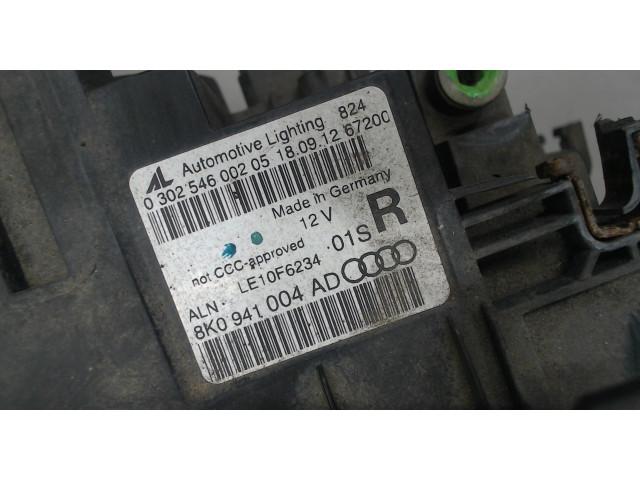 AL Automotive Lighting 824
0 302 546 002 05 18.09.12 67200
Made in Germany
12 V
R
not CCC-approved
ALN: LE10F6234 01S
8K0 941 004 AD